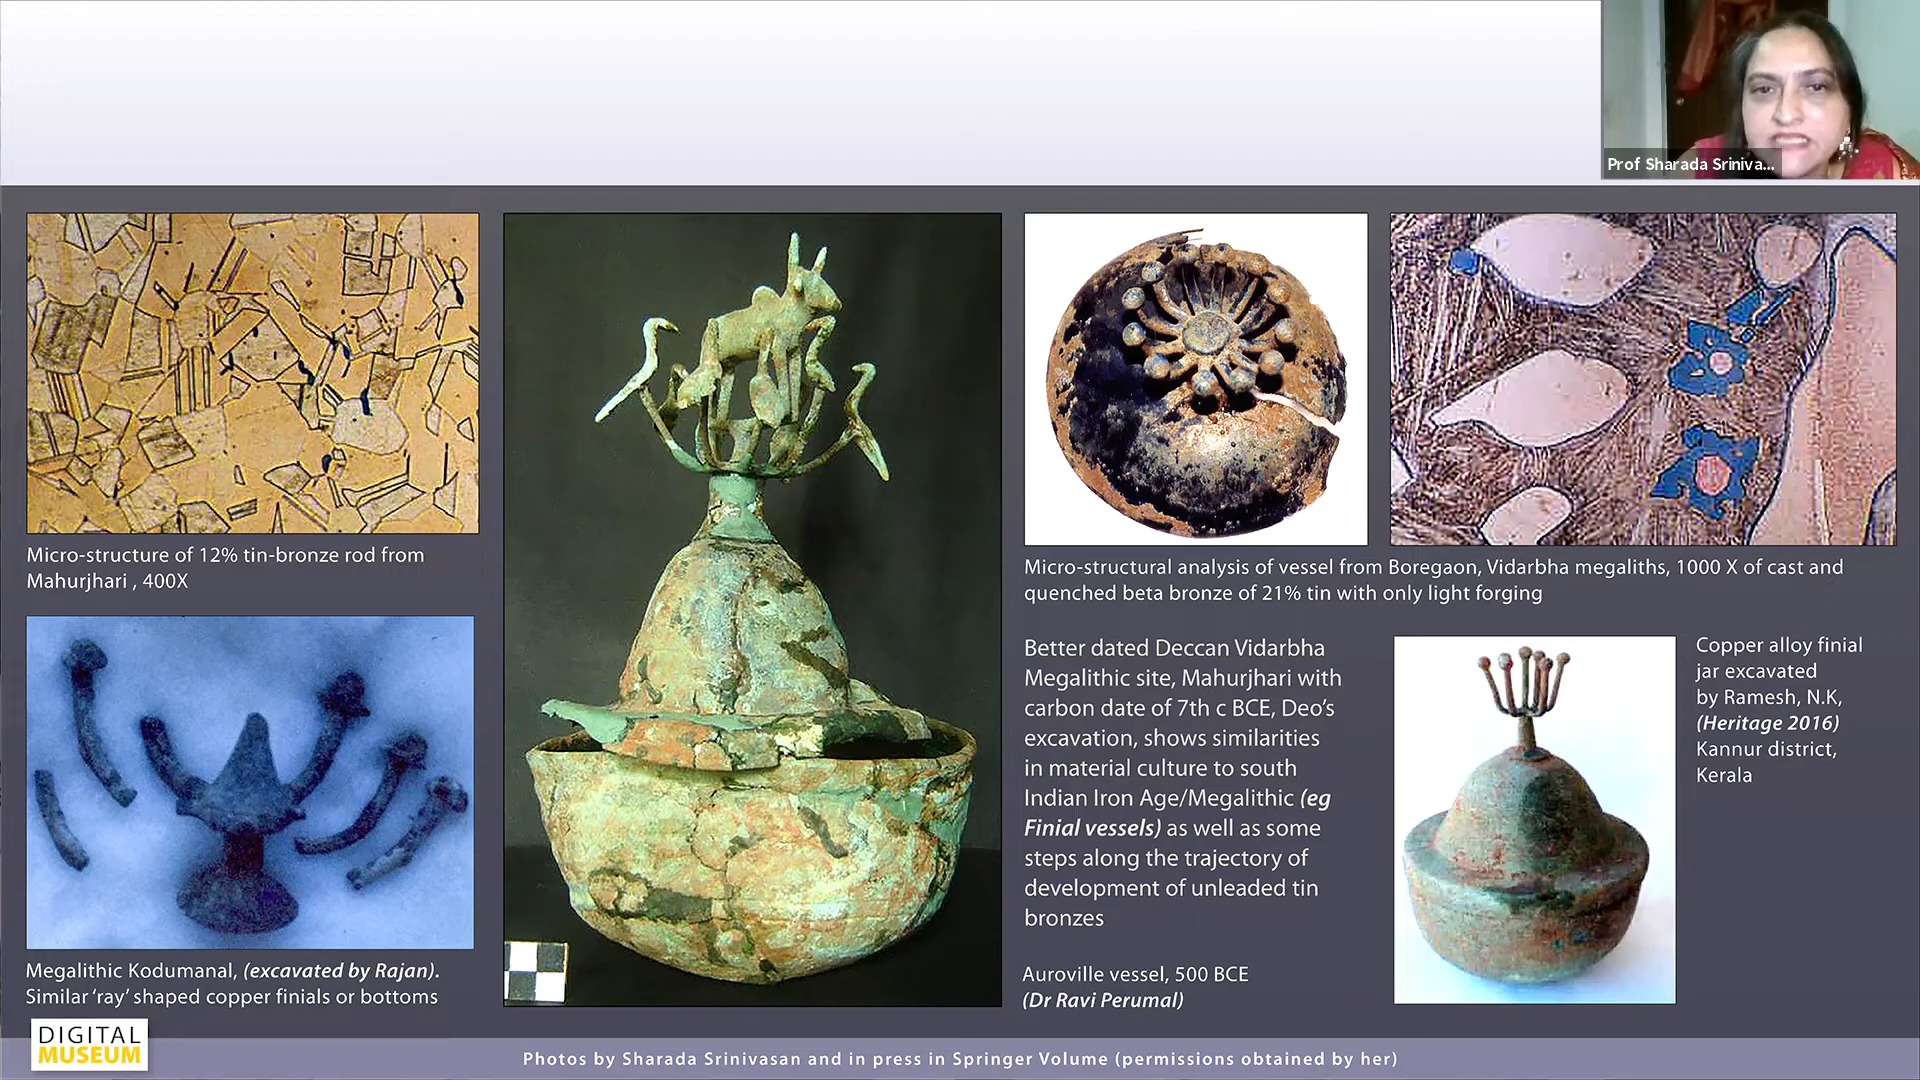 Prof Sharada Sriniva...
Micro-structure of 12% tin-bronze rod from
Mahurjhari , 400X
Megalithic Kodumanal, (excavated by Rajan).
Similar ‘ray’ shaped copper finials or bottoms
Micro-structural analysis of vessel from Boregaon, Vidarbha megaliths, 1000 X of cast and
quenched beta bronze of 21% tin with only light forging
Better dated Deccan Vidarbha
Megalithic site, Mahurjhari with
carbon date of 7th c BCE, Deo’s
excavation, shows similarities
in material culture to south
Indian Iron Age/Megalithic (eg
Finial vessels) as well as some
steps along the trajectory of
development of unleaded tin
bronzes
Auroville vessel, 500 BCE
(Dr Ravi Perumal)
Copper alloy finial
jar excavated
by Ramesh, N.K,
(Heritage 2016)
Kannur district,
Kerala
DIGITAL
MUSEUM
Photos by Sharada Srinivasan and in press in Springer Volume (permissions obtained by her)